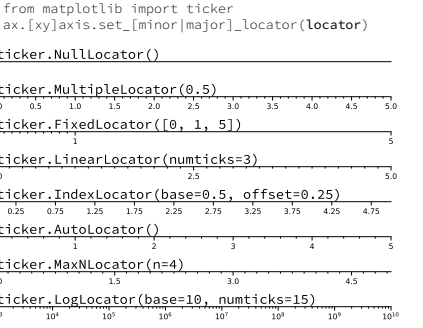 from matplotlib import ticker
ax.[xy]axis.set_[minor|major]_locator(locator)
ticker.NullLocator()
ticker.MultipleLocator(0.5)
0.5 1.0 1.5 2.0 2.5 3.0 3.5 4.0 4.5 5.0
ticker.FixedLocator([0, 1, 5])
1 5
ticker.LinearLocator(numticks=3)
2.5 5.0
ticker.IndexLocator(base=0.5, offset=0.25)
0.25 0.75 1.25 1.75 2.25 2.75 3.25 3.75 4.25 4.75
ticker.AutoLocator()
1 2 3 4 5
ticker.MaxNLocator(n=4)
1.5 3.0 4.5
ticker.LogLocator(base=10, numticks=15)
10⁴ 10⁵ 10⁶ 10⁷ 10⁸ 10⁹ 10¹⁰